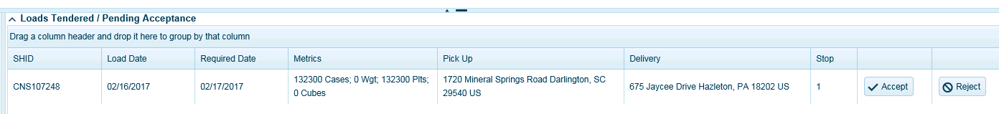 Loads Tendered / Pending Acceptance
Drag a column header and drop it here to group by that column
SHID Load Date Required Date Metrics Pick Up Delivery Stop
CNS107248 02/16/2017 02/17/2017 132300 Cases; 0 Wgt; 132300 Plts; 1720 Mineral Springs Road Darlington, SC 675 Jaycee Drive Hazleton, PA 18202 US 1 Accept Reject
0 Cubes 29540 US